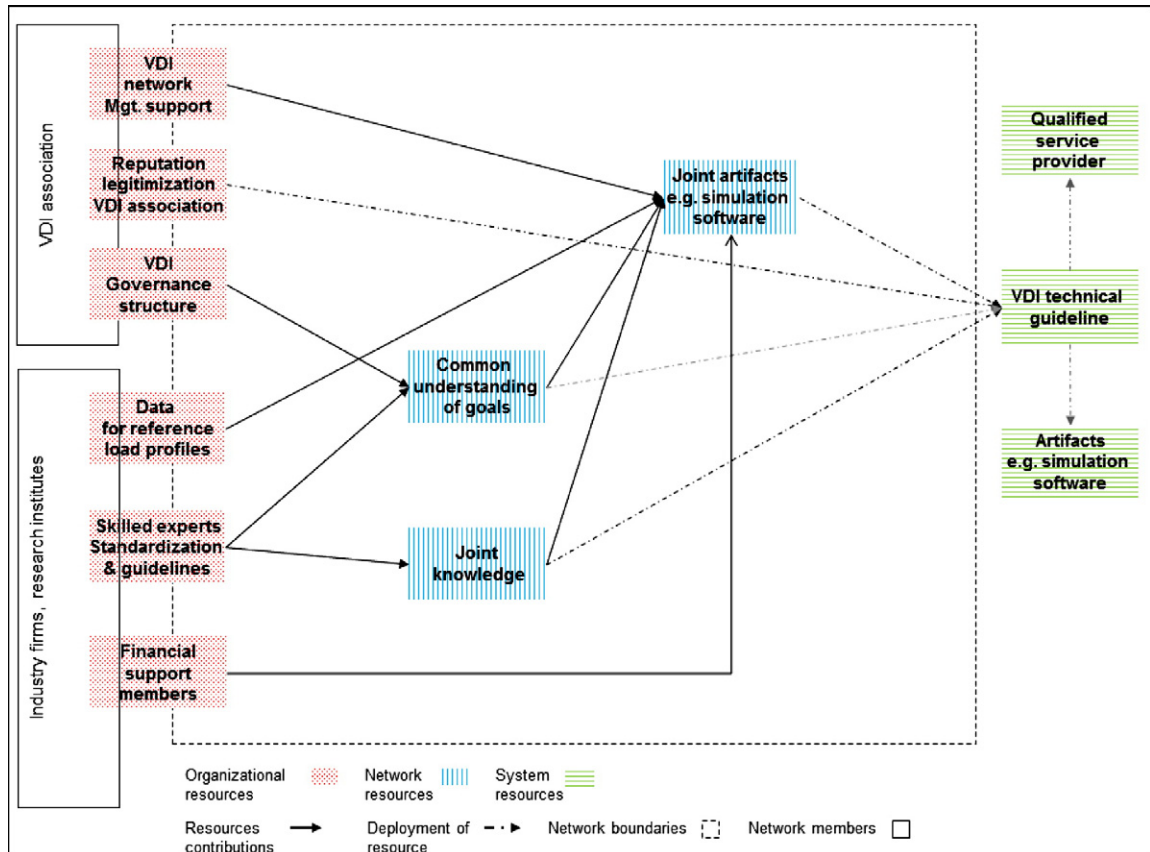 VDI association
VDI
network
Mgt. support
Reputation
legitimization
VDI association
VDI
Governance
structure
Industry firms, research institutes
Data
for reference
load profiles
Skilled experts
Standardization
& guidelines
Financial
support
members
Joint artifacts
e.g. simulation
software
Common
understanding
of goals
Joint
knowledge
Qualified
service
provider
VDI technical
guideline
Artifacts
e.g. simulation
software
Organizational
resources
Network
resources
System
resources
Resources
contributions
Deployment of
resource
Network boundaries
Network members